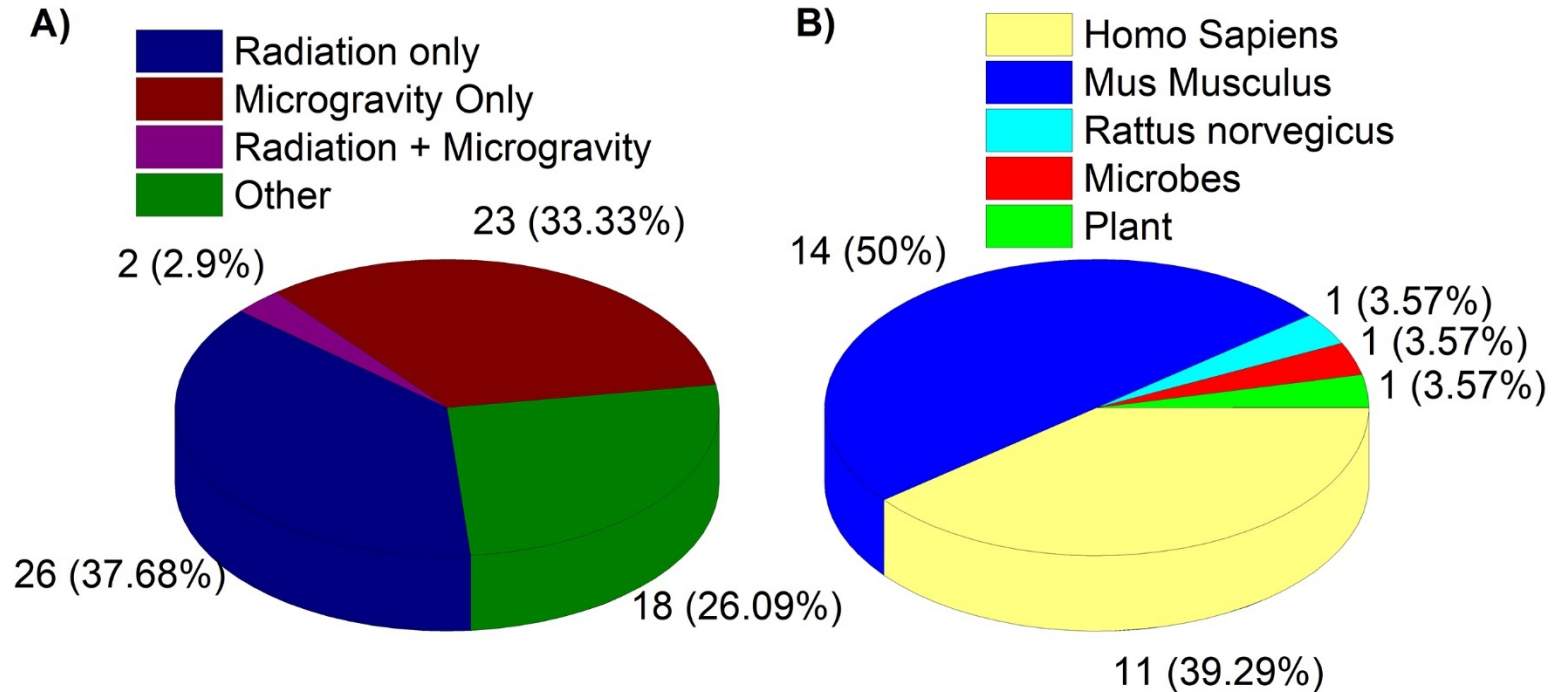 A)
Radiation only
Microgravity Only
Radiation + Microgravity
Other
23 (33.33%)
2 (2.9%)
26 (37.68%)
18 (26.09%)
B)
Homo Sapiens
Mus Musculus
Rattus norvegicus
Microbes
Plant
14 (50%)
1 (3.57%)
1 (3.57%)
1 (3.57%)
11 (39.29%)